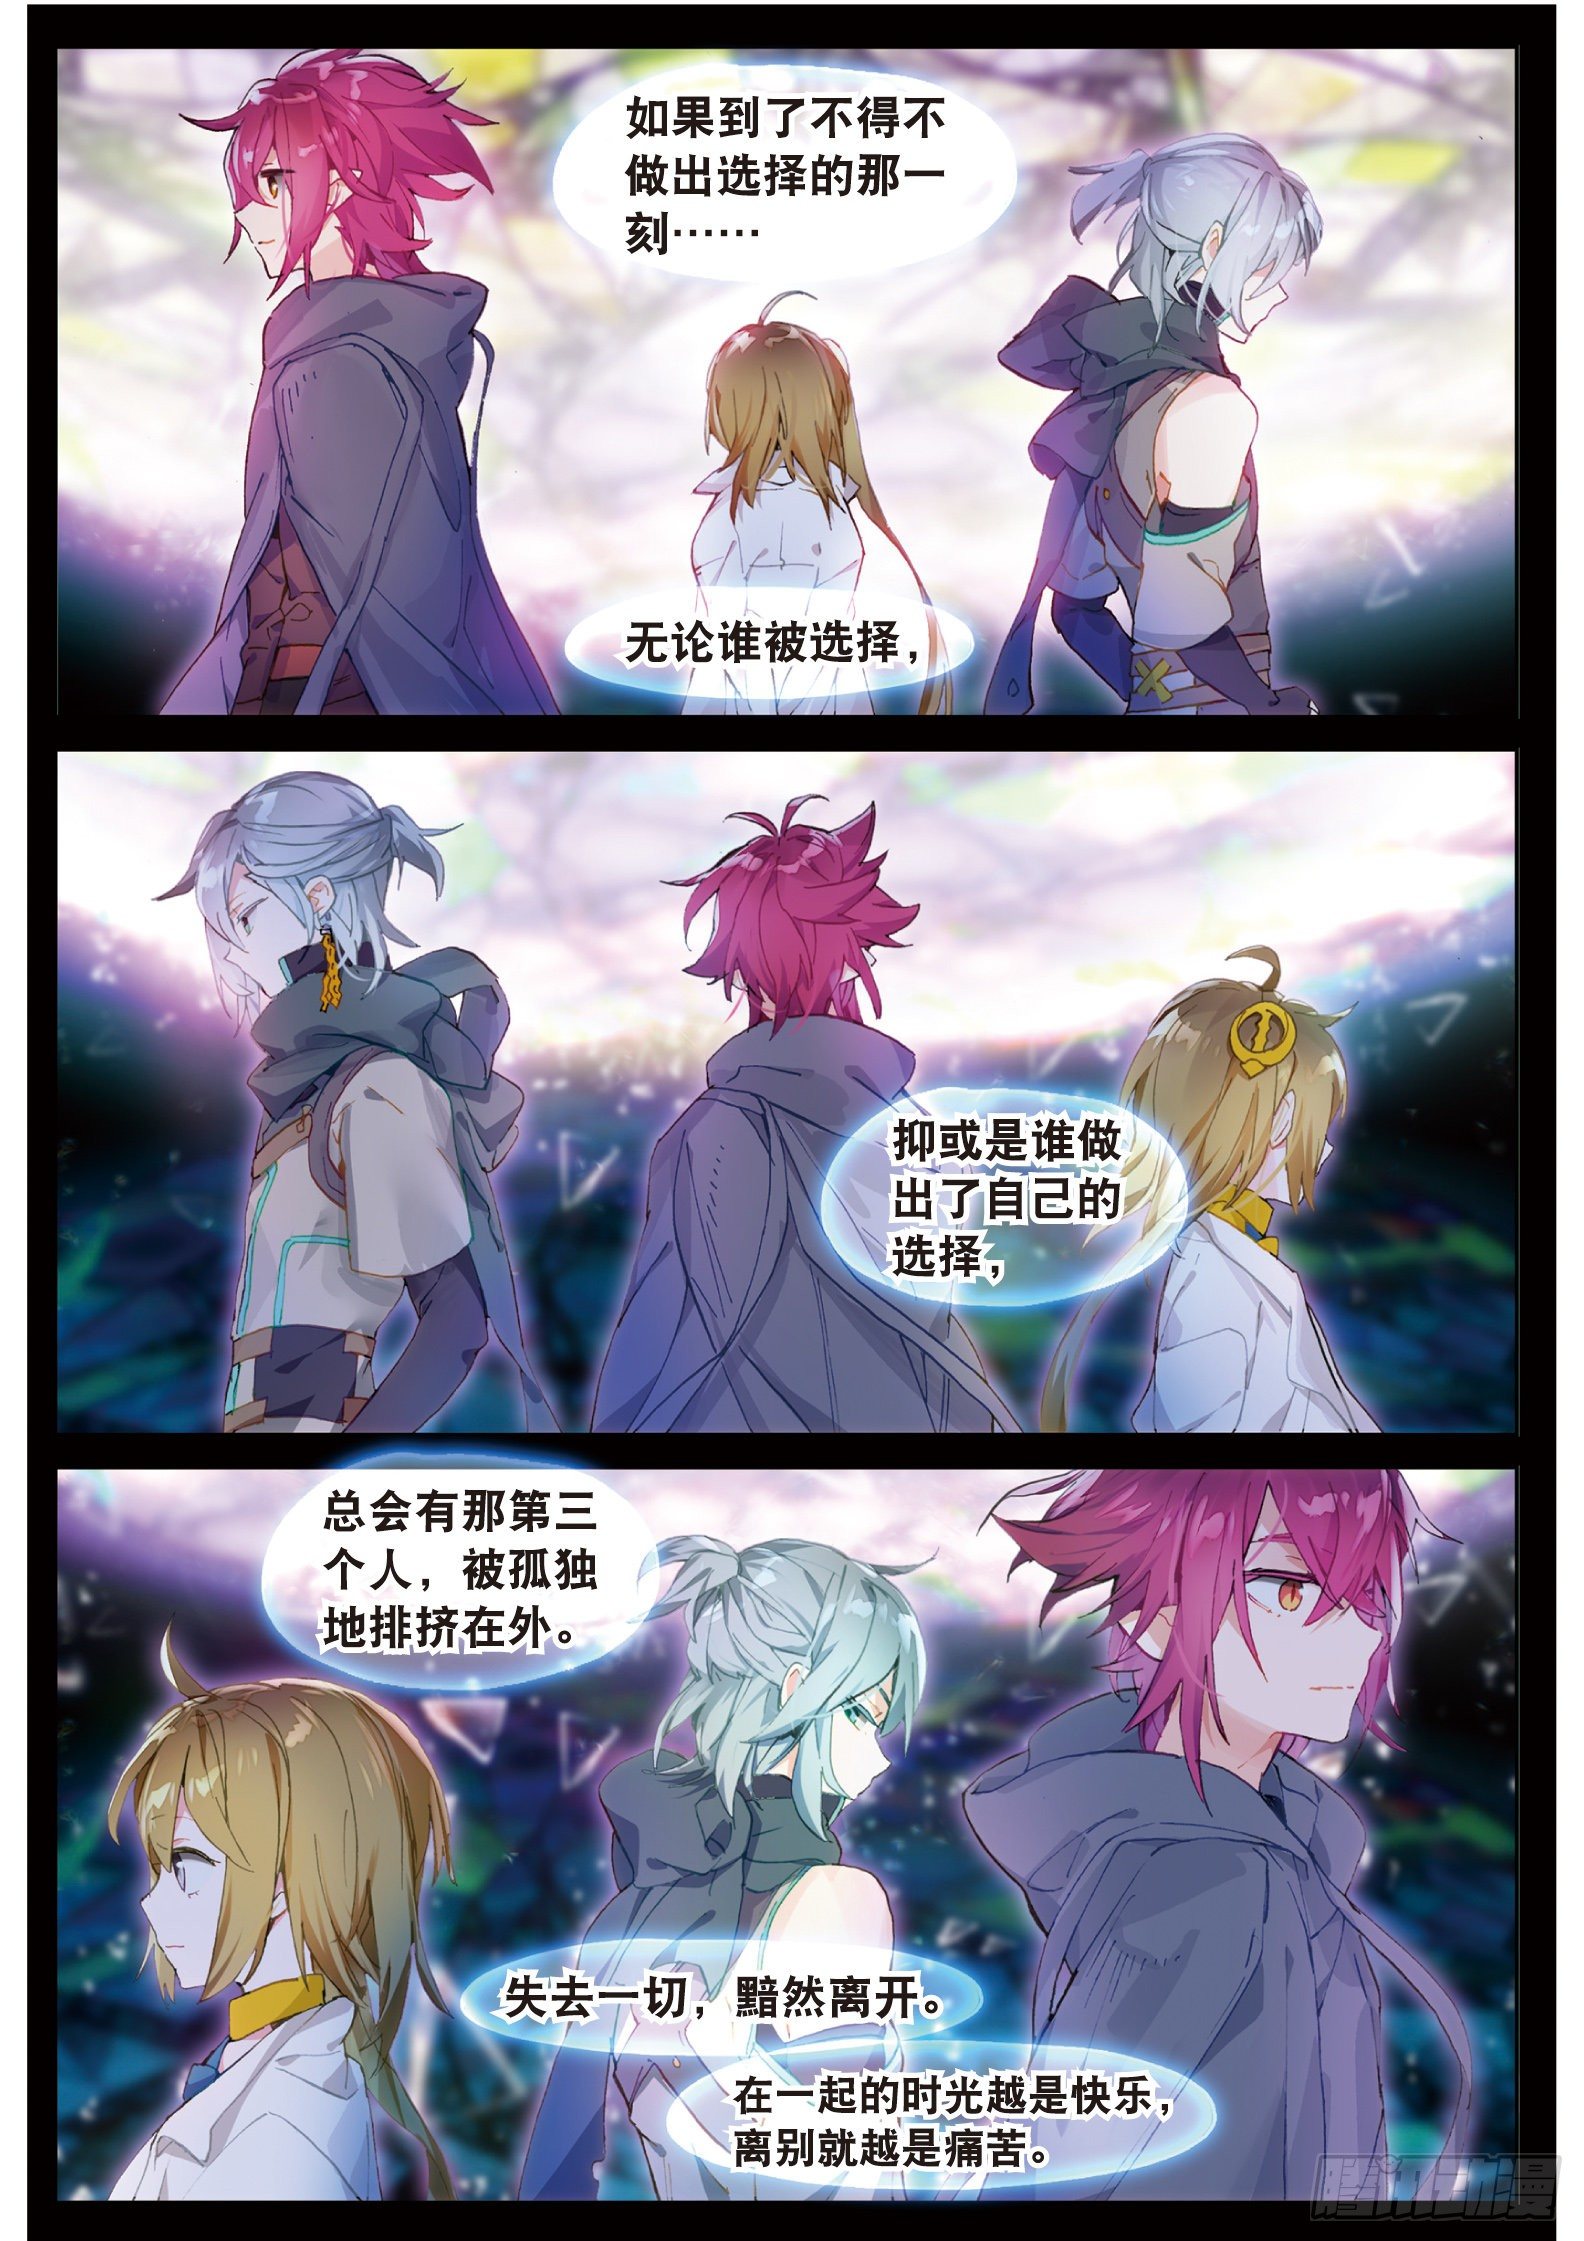 如果到了不得不
做出选择的那一
刻……
无论谁被选择，
抑或是谁做
出了自己的
选择，
总会有那第三
个人，被孤独
地排挤在外。
失去一切，黯然离开。
在一起的时光越是快乐，
离别就越是痛苦。
腾讯动漫